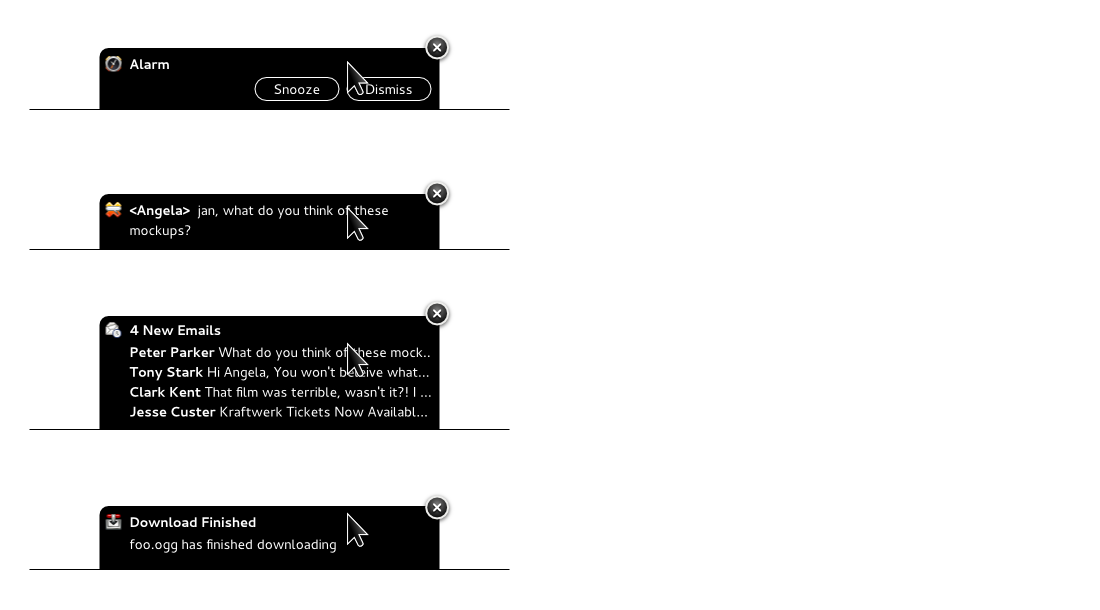 Alarm
Snooze Dismiss
<Angela> jan, what do you think of these
mockups?
4 New Emails
Peter Parker What do you think of these mock..
Tony Stark Hi Angela, You won't beleive what...
Clark Kent That film was terrible, wasn't it?! I ...
Jesse Custer Kraftwerk Tickets Now Availabl...
Download Finished
foo.ogg has finished downloading